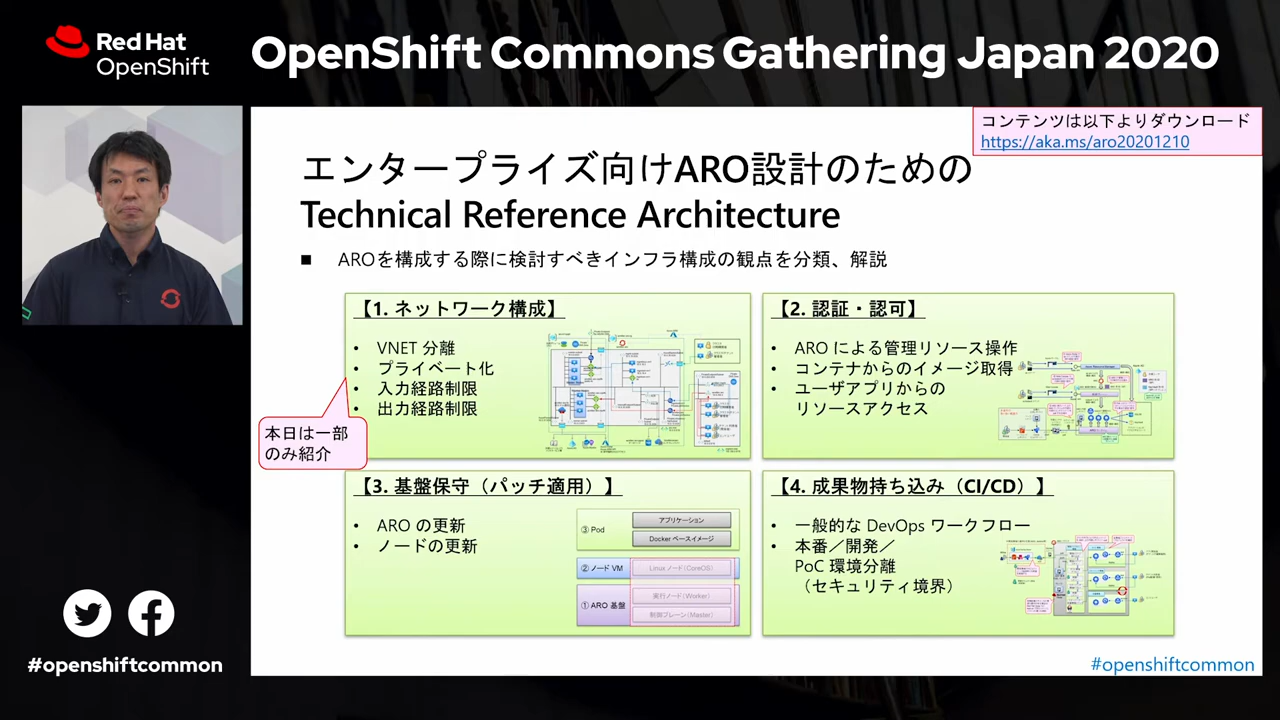 Red Hat
OpenShift
OpenShift Commons Gathering Japan 2020
コンテンツは以下よりダウンロード
https://aka.ms/aro20201210
エンタープライズ向けARO設計のための
Technical Reference Architecture
■ AROを構成する際に検討すべきインフラ構成の観点を分類、解説
【1. ネットワーク構成】
• VNET 分離
• プライベート化
• 入力経路制限
• 出力経路制限
本日は一部
のみ紹介
【2. 認証・認可】
• ARO による管理リソース操作
• コンテナからのイメージ取得
• ユーザアプリからの
リソースアクセス
【3. 基盤保守（パッチ適用）】
• ARO の更新
• ノードの更新
③ Pod
アプリケーション
Docker ベースイメージ
② ノード VM
Linux ノード（CoreOS）
① ARO 基盤
実行ノード（Worker）
制御プレーン（Master）
【4. 成果物持ち込み（CI/CD）】
• 一般的な DevOps ワークフロー
• 本番／開発／
PoC 環境分離
（セキュリティ境界）
#openshiftcommon
#openshiftcommon